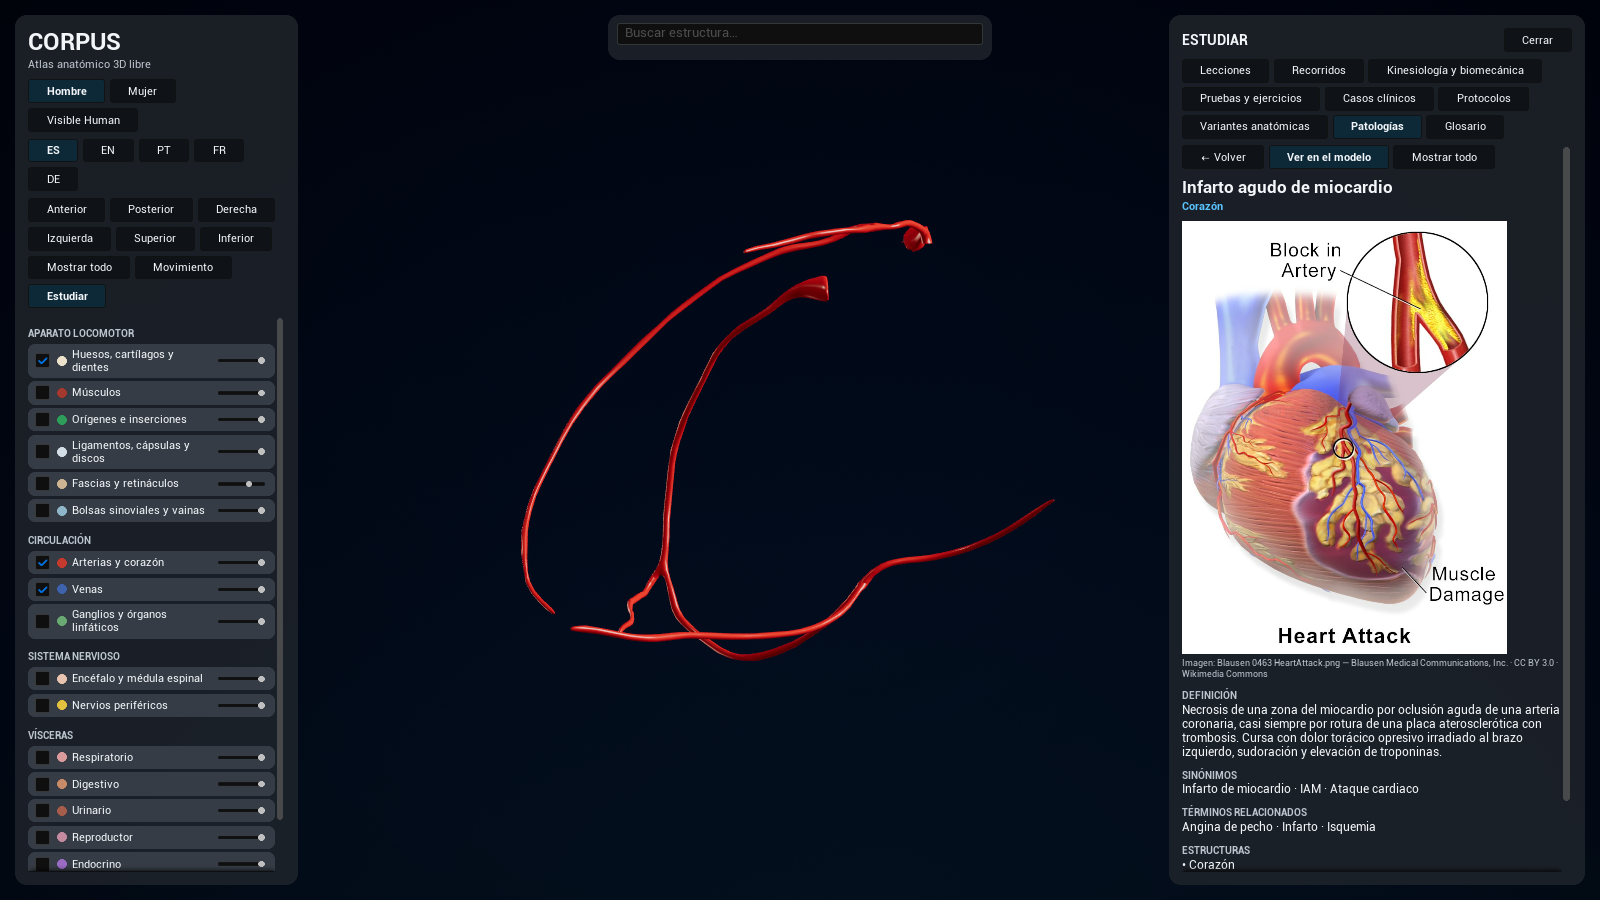 CORPUS
Atlas anatómico 3D libre
Hombre
Mujer
Visible Human
ES
EN
PT
FR
DE
Anterior
Posterior
Derecha
Izquierda
Superior
Inferior
Mostrar todo
Movimiento
Estudiar
APARATO LOCOMOTOR
Huesos, cartílagos y
dientes
Músculos
Orígenes e inserciones
Ligamentos, cápsulas y
discos
Fascias y retináculos
Bolsas sinoviales y vainas
CIRCULACIÓN
Arterias y corazón
Venas
Ganglios y órganos
linfáticos
SISTEMA NERVIOSO
Encéfalo y médula espinal
Nervios periféricos
VÍSCERAS
Respiratorio
Digestivo
Urinario
Reproductor
Endocrino
Buscar estructura...
ESTUDIAR
Cerrar
Lecciones
Recorridos
Kinesiología y biomecánica
Pruebas y ejercicios
Casos clínicos
Protocolos
Variantes anatómicas
Patologías
Glosario
← Volver
Ver en el modelo
Mostrar todo
Infarto agudo de miocardio
Corazón
Block in
Artery
Muscle
Damage
Heart Attack
Imagen: Blausen 0463 HeartAttack.png — Blausen Medical Communications, Inc. · CC BY 3.0 ·
Wikimedia Commons
DEFINICIÓN
Necrosis de una zona del miocardio por oclusión aguda de una arteria
coronaria, casi siempre por rotura de una placa aterosclerótica con
trombosis. Cursa con dolor torácico opresivo irradiado al brazo
izquierdo, sudoración y elevación de troponinas.
SINÓNIMOS
Infarto de miocardio · IAM · Ataque cardiaco
TÉRMINOS RELACIONADOS
Angina de pecho · Infarto · Isquemia
ESTRUCTURAS
• Corazón